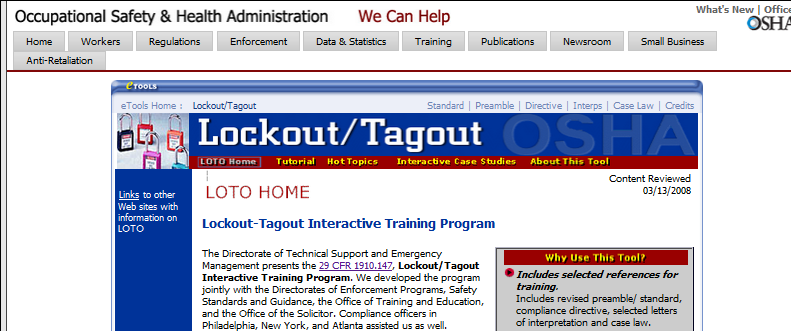 Occupational Safety & Health Administration We Can Help
What's New | Offic
OSHA
Home Workers Regulations Enforcement Data & Statistics Training Publications Newsroom Small Business
Anti-Retaliation
eTOOLS
eTools Home : Lockout/Tagout Standard | Preamble | Directive | Interps | Case Law | Credits
Lockout/Tagout OSHA
LOTO Home Tutorial Hot Topics Interactive Case Studies About This Tool
Links to other
Web sites with
information on
LOTO
LOTO HOME
Content Reviewed
03/13/2008
Lockout-Tagout Interactive Training Program
The Directorate of Technical Support and Emergency
Management presents the 29 CFR 1910.147, Lockout/Tagout
Interactive Training Program. We developed the program
jointly with the Directorates of Enforcement Programs, Safety
Standards and Guidance, the Office of Training and Education,
and the Office of the Solicitor. Compliance officers in
Philadelphia, New York, and Atlanta assisted us as well.
Why Use This Tool?
Includes selected references for
training.
Includes revised preamble/ standard,
compliance directive, selected letters
of interpretation and case law.